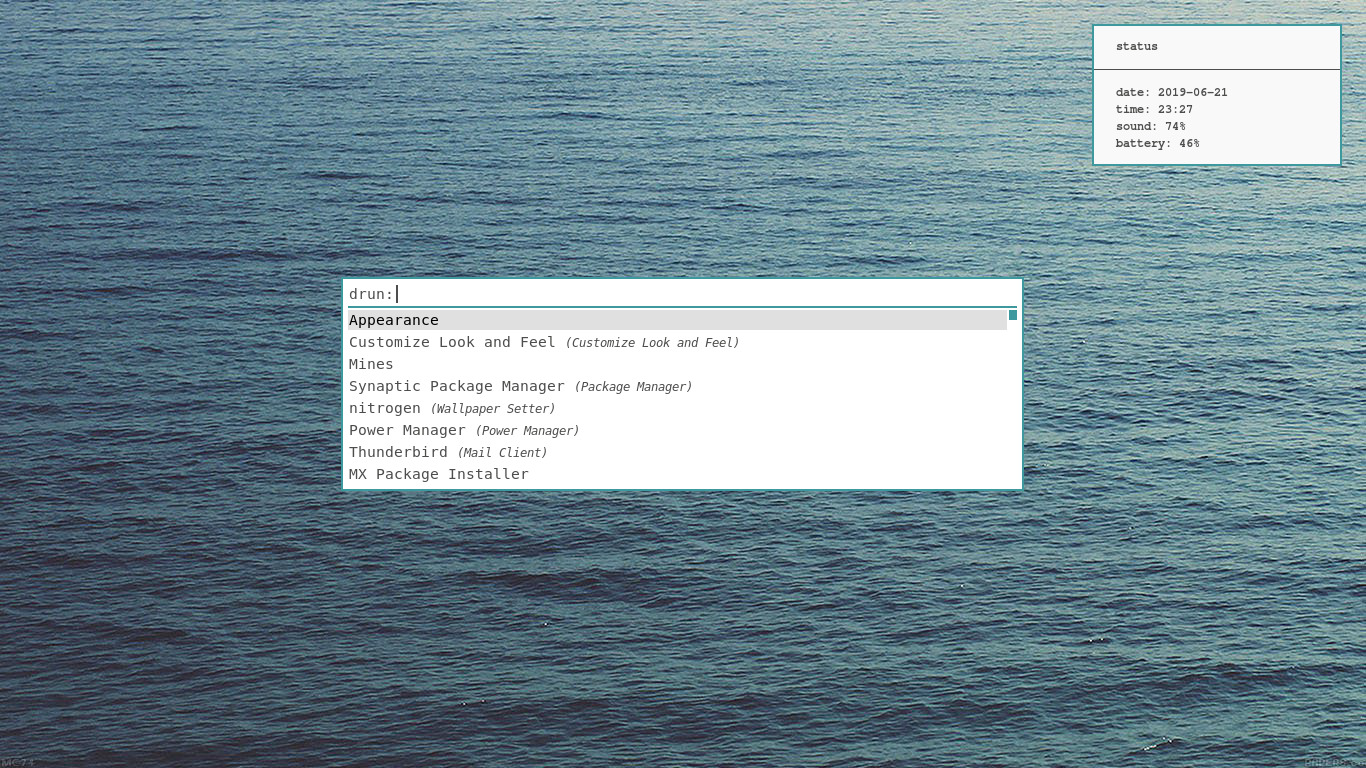 status
date: 2019-06-21
time: 23:27
sound: 74%
battery: 46%
drun:
Appearance
Customize Look and Feel (Customize Look and Feel)
Mines
Synaptic Package Manager (Package Manager)
nitrogen (Wallpaper Setter)
Power Manager (Power Manager)
Thunderbird (Mail Client)
MX Package Installer